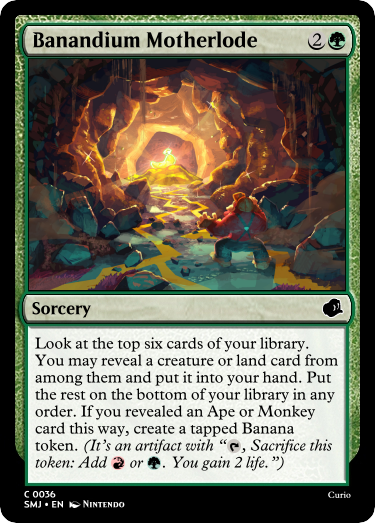 Banandium Motherlode 2
Sorcery
Look at the top six cards of your library.
You may reveal a creature or land card from
among them and put it into your hand. Put
the rest on the bottom of your library in any
order. If you revealed an Ape or Monkey
card this way, create a tapped Banana
token. (It's an artifact with “, Sacrifice this
token: Add or . You gain 2 life.”)
C 0036
SMJ • EN NINTENDO
Curio